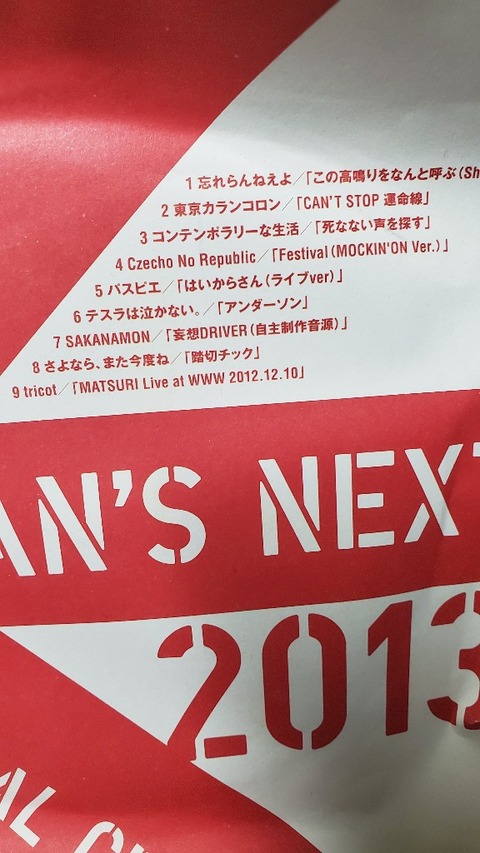 1 忘れらんねえよ／「この高鳴りをなんと呼ぶ(Sh
2 東京カランコロン／「CAN'T STOP 運命線」
3 コンテンポラリーな生活／「死なない声を探す」
4 Czecho No Republic／「Festival(MOCKIN'ON Ver.)」
5 パスピエ／「はいからさん(ライブver)」
6 テスラは泣かない。／「アンダーソン」
7 SAKANAMON／「妄想DRIVER(自主制作音源)」
8 さよなら、また今度ね／「踏切チック」
9 tricot／「MATSURI Live at WWW 2012.12.10」
AN'S NEXT
2013
AL